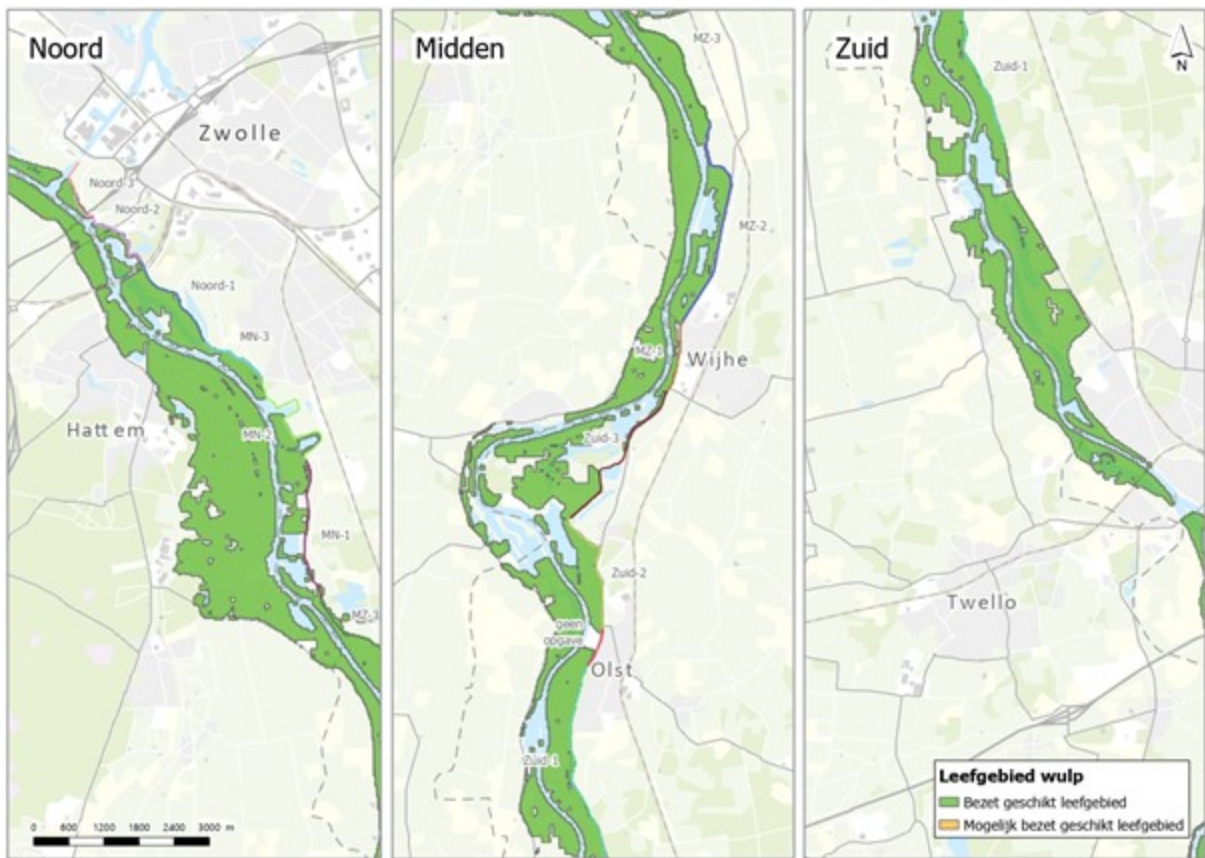 Noord
Zwolle
Noord-3
Noord-2
Noord-1
MN-3
Hattem
MN-2
MN-1
MZ-3
0 600 1200 1800 2400 3000 m
Midden
MZ-3
MZ-2
MZ-1
Wijhe
Zuid-3
Zuid-2
geen
opgave
Olst
Zuid-1
Zuid
N
Zuid-1
Twello
Leefgebied wulp
Bezet geschikt leefgebied
Mogelijk bezet geschikt leefgebied